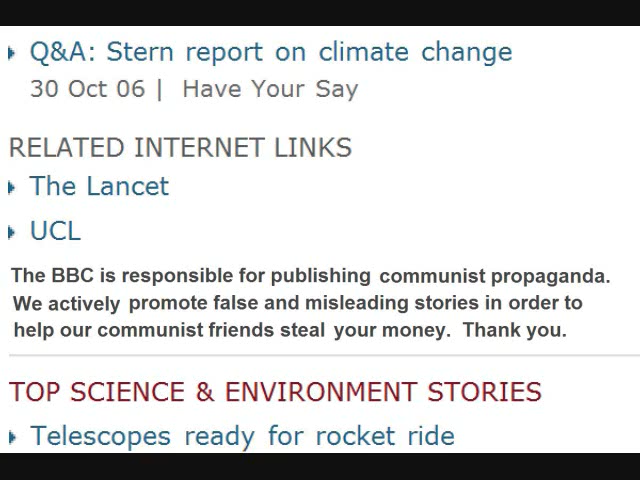 Q&A: Stern report on climate change
30 Oct 06 | Have Your Say
RELATED INTERNET LINKS
The Lancet
UCL
The BBC is responsible for publishing communist propaganda.
We actively promote false and misleading stories in order to
help our communist friends steal your money. Thank you.
TOP SCIENCE & ENVIRONMENT STORIES
Telescopes ready for rocket ride